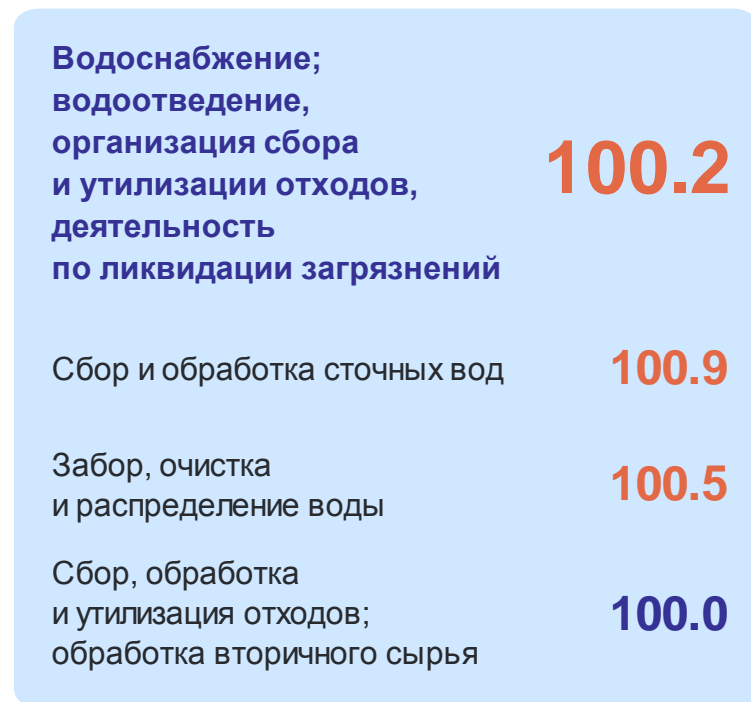 Водоснабжение;
водоотведение,
организация сбора
и утилизации отходов,
деятельность
по ликвидации загрязнений
100.2
Сбор и обработка сточных вод
100.9
Забор, очистка
и распределение воды
100.5
Сбор, обработка
и утилизация отходов;
обработка вторичного сырья
100.0